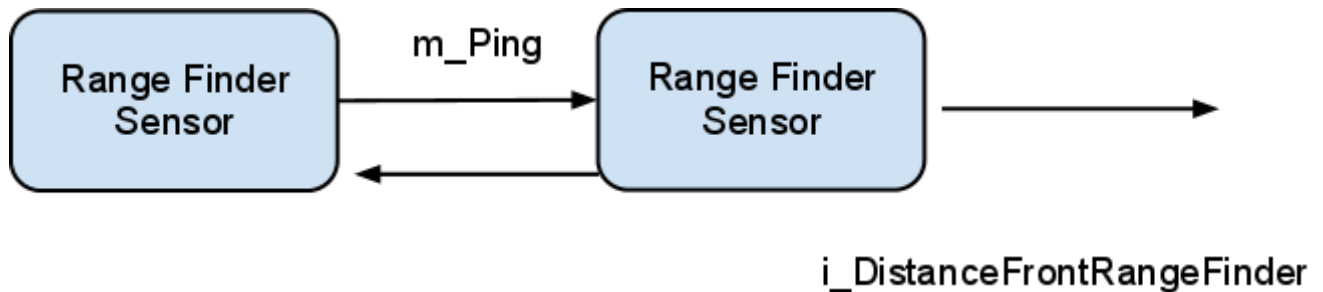 Range Finder
Sensor
m_Ping
Range Finder
Sensor
i_DistanceFrontRangeFinder